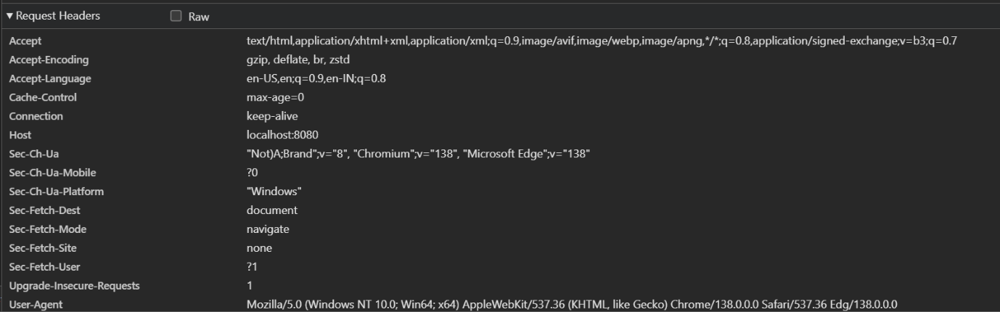 ▼ Request Headers Raw
Accept text/html,application/xhtml+xml,application/xml;q=0.9,image/avif,image/webp,image/apng,*/*;q=0.8,application/signed-exchange;v=b3;q=0.7
Accept-Encoding gzip, deflate, br, zstd
Accept-Language en-US,en;q=0.9,en-IN;q=0.8
Cache-Control max-age=0
Connection keep-alive
Host localhost:8080
Sec-Ch-Ua "Not)A;Brand";v="8", "Chromium";v="138", "Microsoft Edge";v="138"
Sec-Ch-Ua-Mobile ?0
Sec-Ch-Ua-Platform "Windows"
Sec-Fetch-Dest document
Sec-Fetch-Mode navigate
Sec-Fetch-Site none
Sec-Fetch-User ?1
Upgrade-Insecure-Requests 1
User-Agent Mozilla/5.0 (Windows NT 10.0; Win64; x64) AppleWebKit/537.36 (KHTML, like Gecko) Chrome/138.0.0.0 Safari/537.36 Edg/138.0.0.0